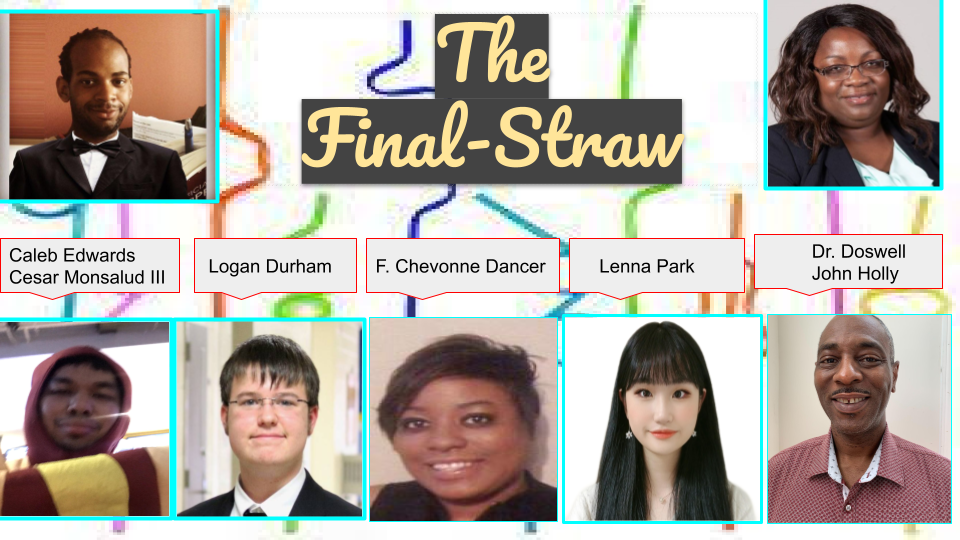 The
Final-Straw
Caleb Edwards
Cesar Monsalud III
Logan Durham
F. Chevonne Dancer
Lenna Park
Dr. Doswell
John Holly